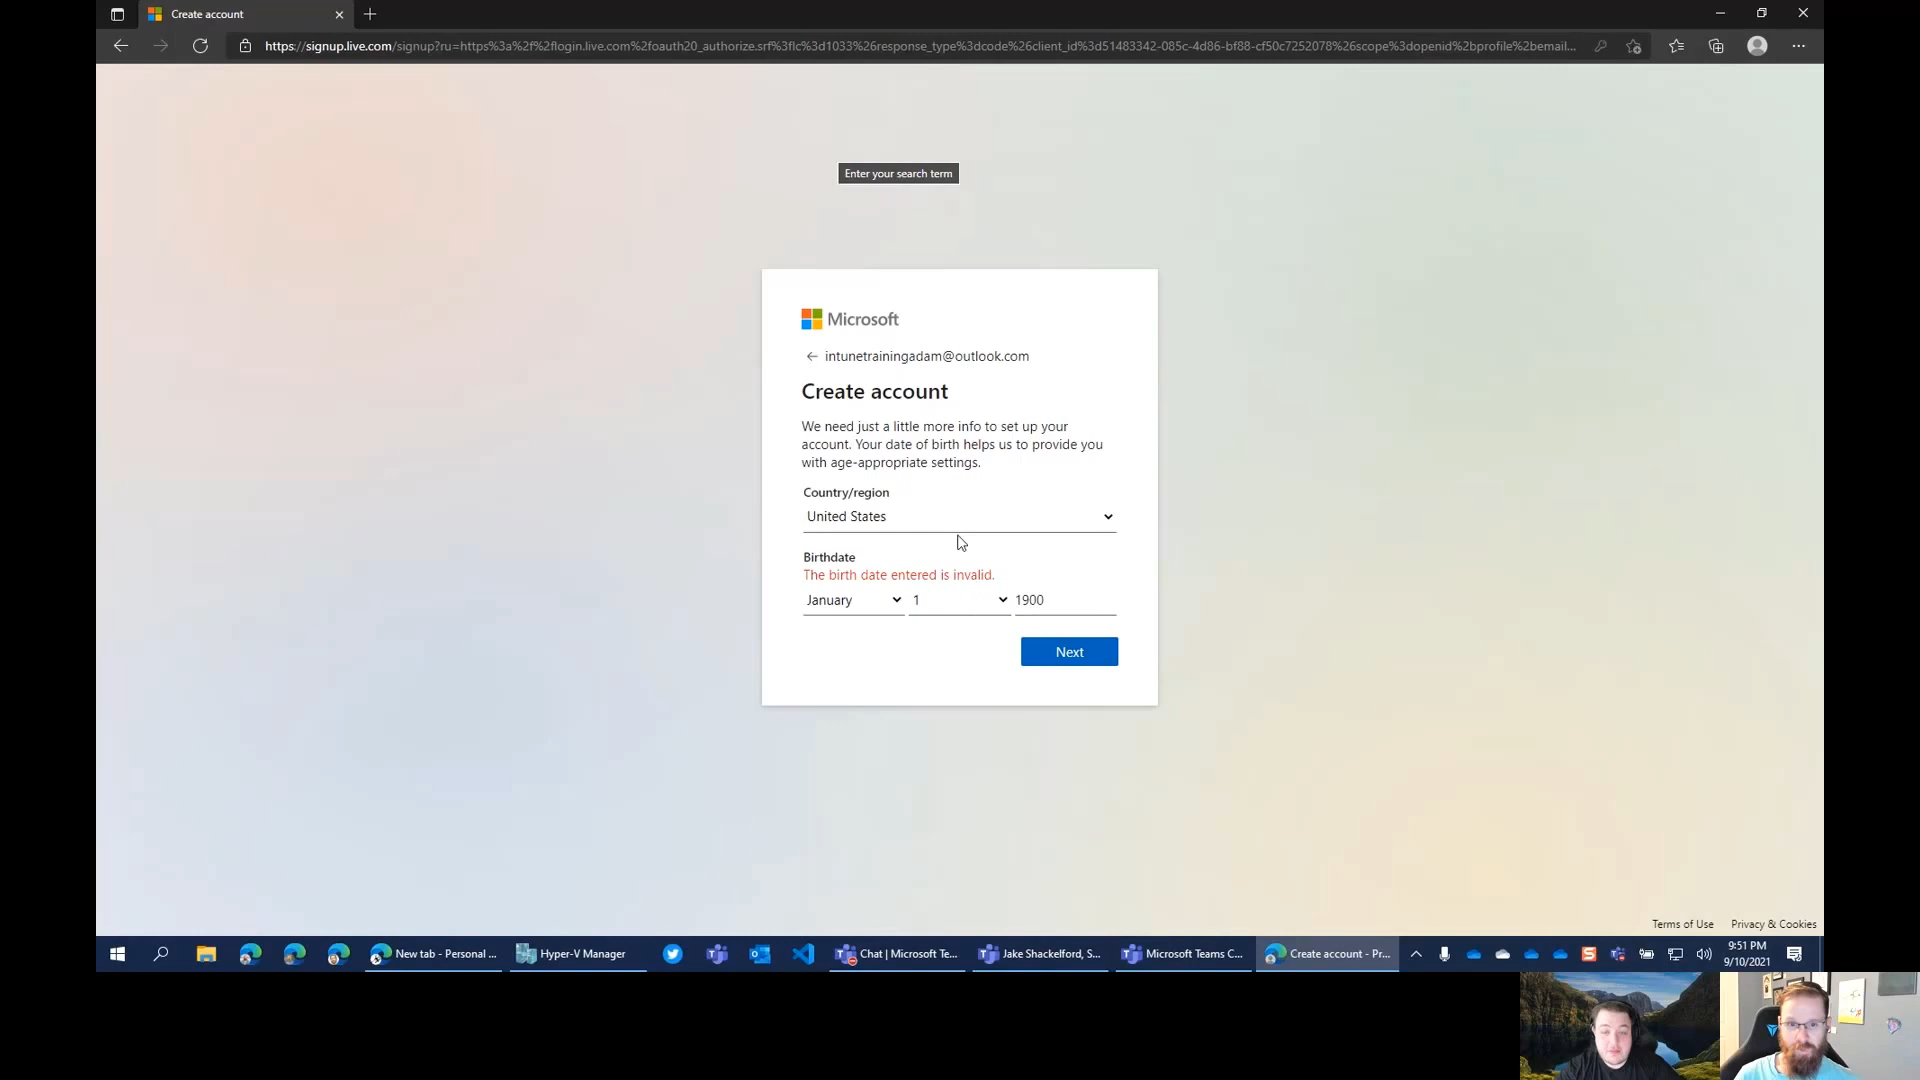 Create account
https://signup.live.com/signup?ru=https%3a%2f%2flogin.live.com%2foauth20_authorize.srf%3flc%3d1033%26response_type%3dcode%26client_id%3d51483342-085c-4d86-bf88-cf50c7252078%26scope%3dopenid%2bprofile%2bemail...
Enter your search term
Microsoft
intunetrainingadam@outlook.com
Create account
We need just a little more info to set up your
account. Your date of birth helps us to provide you
with age-appropriate settings.
Country/region
United States
Birthdate
The birth date entered is invalid.
January 1 1900
Next
Terms of Use Privacy & Cookies
New tab - Personal ... Hyper-V Manager Chat | Microsoft Te... Jake Shackelford, S... Microsoft Teams C... Create account - Pr... 9:51 PM
9/10/2021